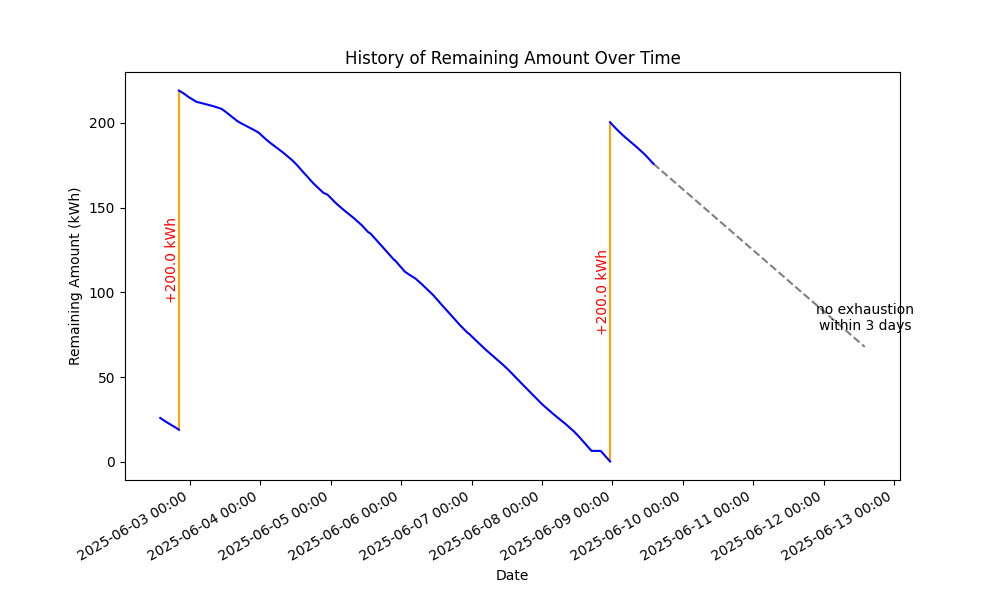 History of Remaining Amount Over Time
Remaining Amount (kWh)
200
150
100
50
0
+200.0 kWh
+200.0 kWh
no exhaustion
within 3 days
2025-06-03 00:00
2025-06-04 00:00
2025-06-05 00:00
2025-06-06 00:00
2025-06-07 00:00
2025-06-08 00:00
2025-06-09 00:00
2025-06-10 00:00
2025-06-11 00:00
2025-06-12 00:00
2025-06-13 00:00
Date